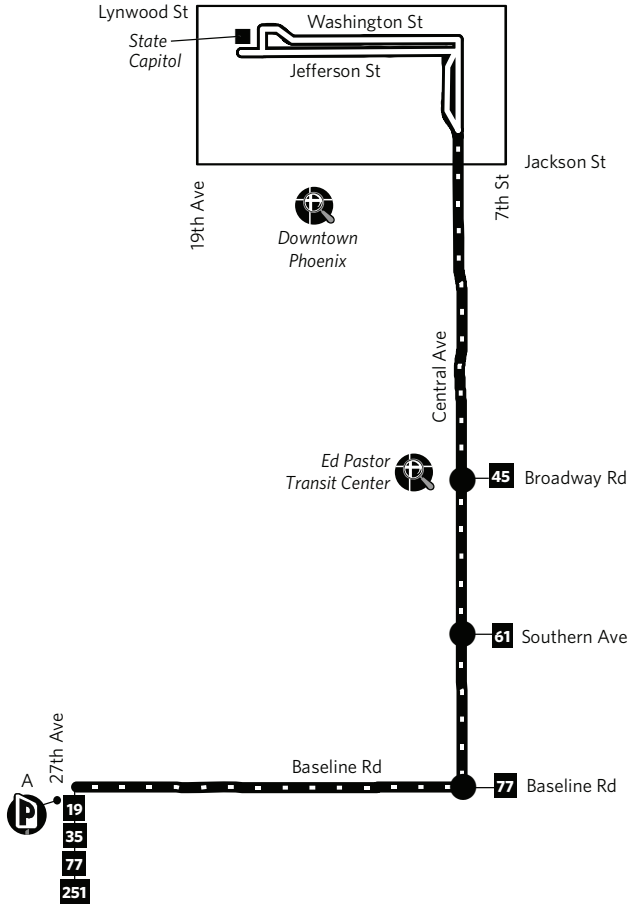 Lynwood St
Washington St
State
Capitol
Jefferson St
Jackson St
19th Ave
7th St
Downtown
Phoenix
Central Ave
Ed Pastor
Transit Center
45 Broadway Rd
61 Southern Ave
27th Ave
Baseline Rd
77 Baseline Rd
A
P
19
35
77
251